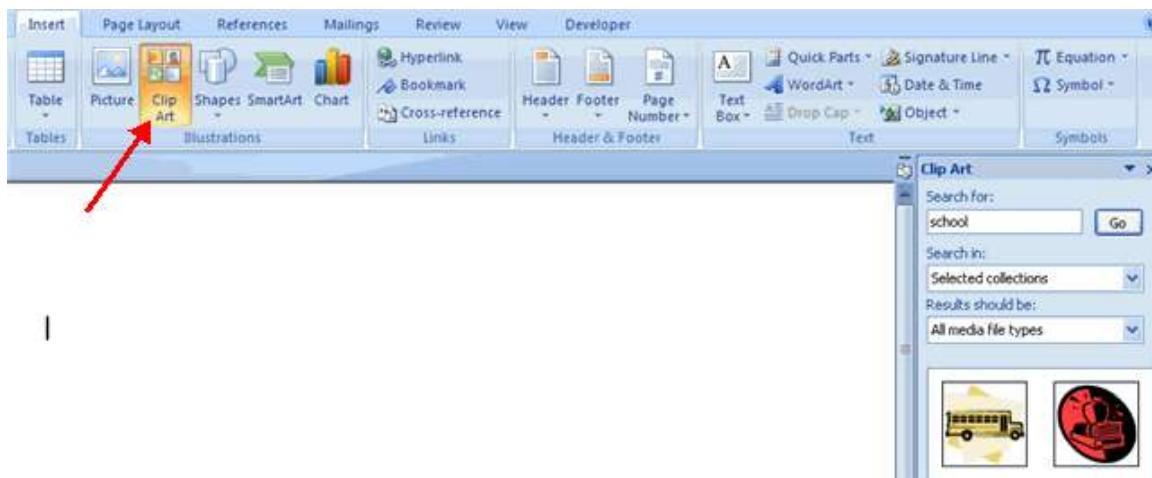 Insert Page Layout References Mailings Review View Developer
Table Picture Clip Art Shapes SmartArt Chart
Hyperlink
Bookmark
Cross-reference
Header Footer Page Number
A
Text Box
Quick Parts Signature Line
WordArt Date & Time
Drop Cap Object
π Equation
Ω Symbol
Tables Illustrations Links Header & Footer Text Symbols
Clip Art
Search for:
school Go
Search in:
Selected collections
Results should be:
All media file types